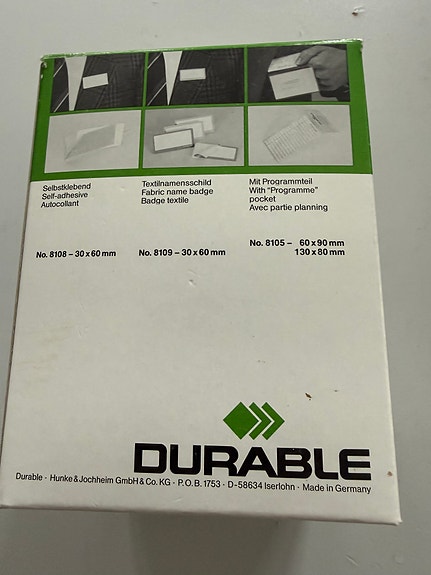 Selbstklebend
Self-adhesive
Autocollant
No. 8108 – 30 x 60 mm
Textilnamensschild
Fabric name badge
Badge textile
No. 8109 – 30 x 60 mm
Mit Programmteil
With "Programme"
pocket
Avec partie planning
No. 8105 – 60 x 90 mm
130 x 80 mm
DURABLE
Durable · Hunke & Jochheim GmbH & Co. KG · P.O.B. 1753 · D-58634 Iserlohn · Made in Germany